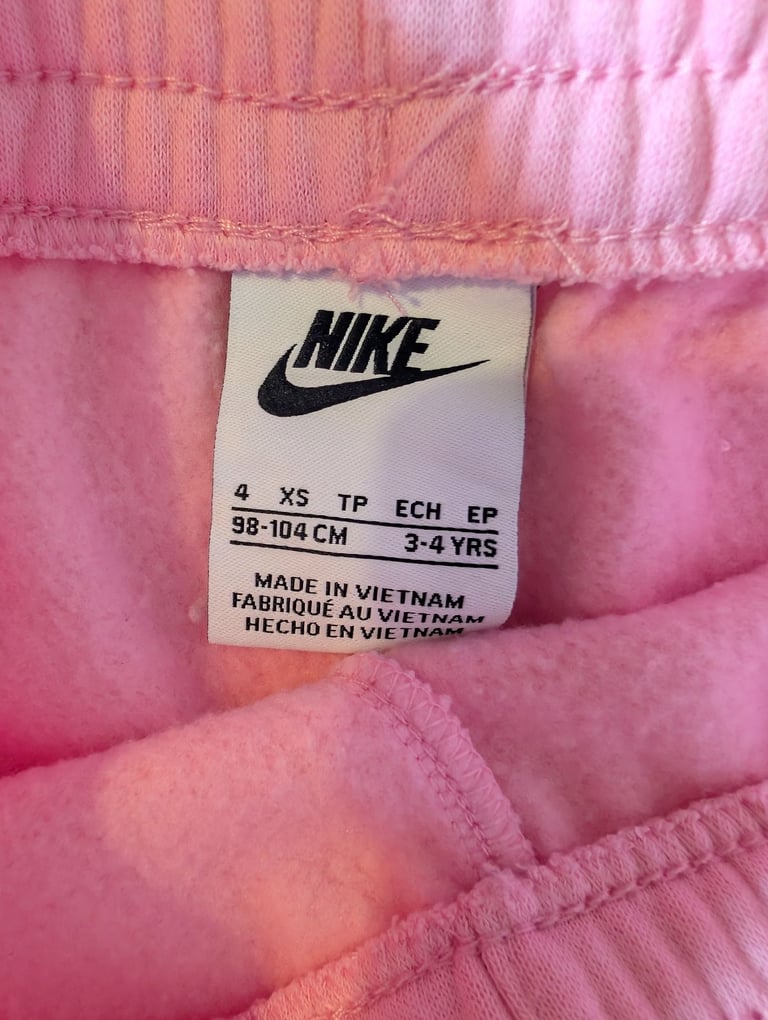 NIKE
4 XS TP ECH EP
98-104 CM 3-4 YRS
MADE IN VIETNAM
FABRIQUÉ AU VIETNAM
HECHO EN VIETNAM